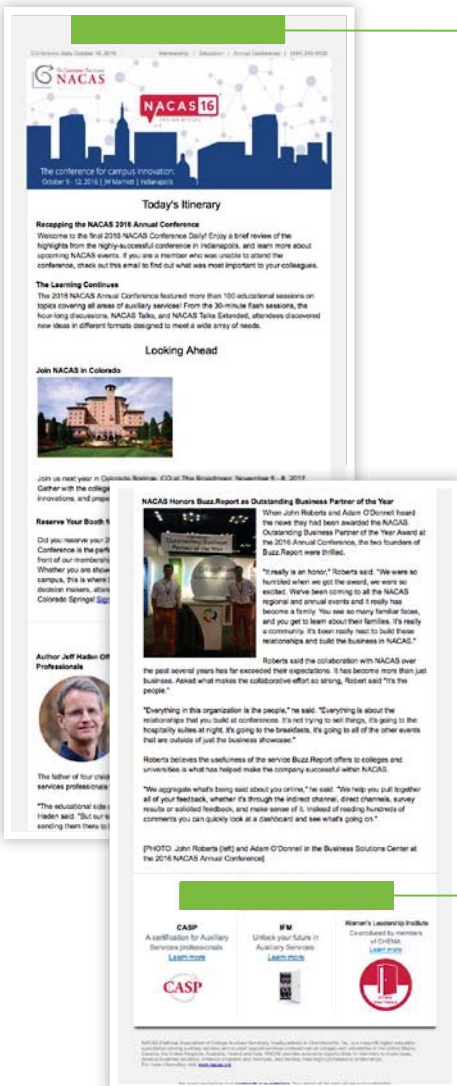 Conference Daily, October 16, 2016 Membership | Education | Annual Conference |
NACAS
NACAS 16
The conference for campus innovation.
October 9 - 12, 2016 | JW Marriott | Indianapolis
Today's Itinerary
Recapping the NACAS 2016 Annual Conference
Welcome to the final 2016 NACAS Conference Daily! Enjoy a brief review of the
highlights from the highly-successful conference in Indianapolis, and learn more about
upcoming NACAS events. If you are a member who was unable to attend the
conference, check out this email to find out what was most important to your colleagues.
The Learning Continues
The 2016 NACAS Annual Conference featured more than 100 educational sessions on
topics covering all areas of auxiliary services! From the 30-minute flash sessions, the
hour-long discussions, NACAS Talks, and NACAS Talks Extended, attendees discovered
new ideas in different formats designed to meet a wide array of needs.
Looking Ahead
Join NACAS in Colorado
Join us next year in Colorado Springs, CO at The Broadmoor, November 5 - 8, 2017.
Gather with the college
innovations, and prepa
Reserve Your Booth N
Did you reserve your 2
Conference is the perfe
front of our membersh
Whether you are show
campus, this is where t
decision makers, atten
Colorado Springs! Sig
Author Jeff Haden Off
Professionals
The father of four child
services professionals
"The educational side o
Haden said. "But our k
sending them there to
NACAS Honors Buzz.Report as Outstanding Business Partner of the Year
When John Roberts and Adam O'Donnell heard
the news they had been awarded the NACAS
Outstanding Business Partner of the Year Award at
the 2016 Annual Conference, the two founders of
Buzz.Report were thrilled.
"It really is an honor," Roberts said. "We were so
humbled when we got the award, we were so
excited. We've been coming to all the NACAS
regional and annual events and it really has
become a family. You see so many familiar faces,
and you get to learn about their families. It's really
a community. It's been really neat to build these
relationships and build the business in NACAS."
Roberts said the collaboration with NACAS over
the past several years has far exceeded their expectations. It has become more than just
business. Asked what makes the collaborative effort so strong, Robert said "It's the
people."
"Everything in this organization is the people," he said. "Everything is about the
relationships that you build at conferences. It's not trying to sell things, it's going to the
hospitality suites at night, it's going to the breakfasts, it's going to all of the other events
that are outside of just the business showcase."
Roberts believes the usefulness of the service Buzz.Report offers to colleges and
universities is what has helped make the company successful within NACAS.
"We aggregate what's being said about you online," he said. "We help you pull together
all of your feedback, whether it's through the indirect channel, direct channels, survey
results or solicited feedback, and make sense of it. Instead of reading hundreds of
comments you can quickly look at a dashboard and see what's going on."
[PHOTO: John Roberts (left) and Adam O'Donnell in the Business Solutions Center at
the 2016 NACAS Annual Conference]
CASP
A certification for Auxiliary
Services professionals.
Learn more
CASP
IFM
Unlock your future in
Auxiliary Services.
Learn more
Women's Leadership Institute
Co-produced by members
of CHEMA
Learn more